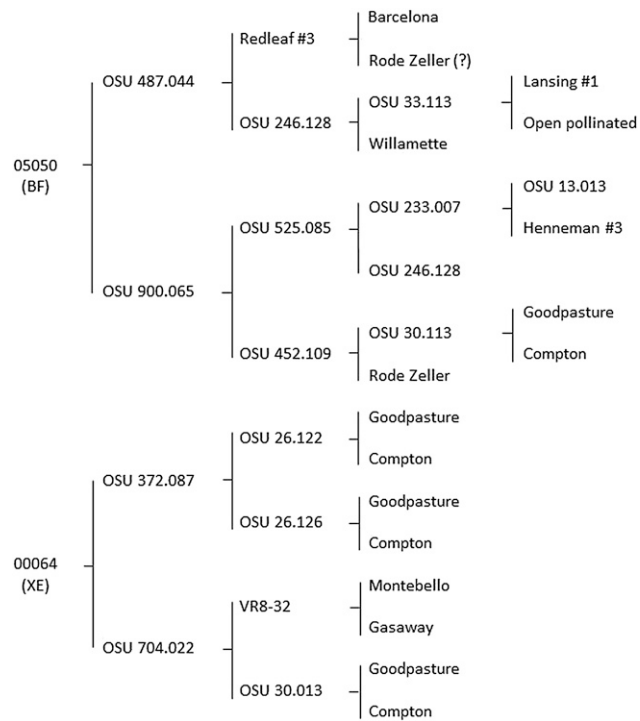 Barcelona
Redleaf #3
Rode Zeller (?)
OSU 487.044
Lansing #1
OSU 33.113
OSU 246.128
Open pollinated
Willamette
05050
(BF)
OSU 13.013
OSU 233.007
OSU 525.085
Henneman #3
OSU 246.128
OSU 900.065
Goodpasture
OSU 30.113
OSU 452.109
Compton
Rode Zeller
Goodpasture
OSU 26.122
Compton
OSU 372.087
Goodpasture
OSU 26.126
Compton
00064
(XE)
Montebello
VR8-32
Gasaway
OSU 704.022
Goodpasture
OSU 30.013
Compton